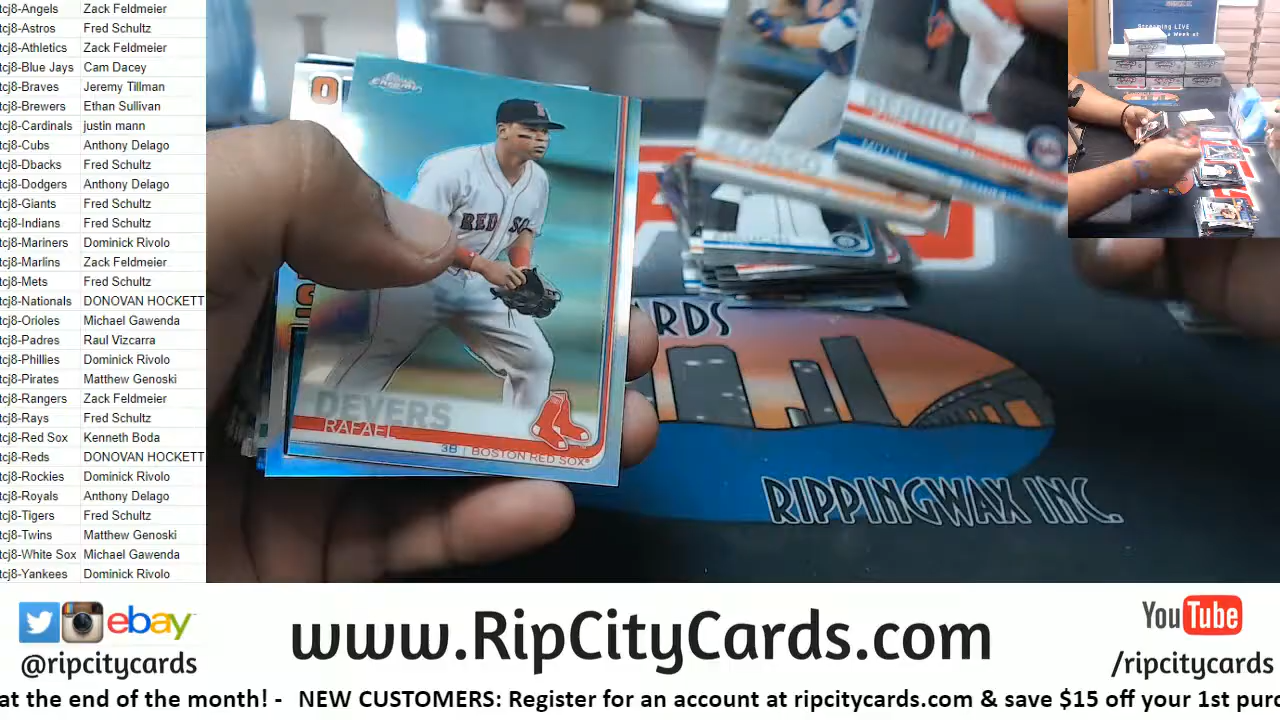 tcj8-Angels Zack Feldmeier
tcj8-Astros Fred Schultz
tcj8-Athletics Zack Feldmeier
tcj8-Blue Jays Cam Dacey
tcj8-Braves Jeremy Tillman
tcj8-Brewers Ethan Sullivan
tcj8-Cardinals justin mann
tcj8-Cubs Anthony Delago
tcj8-Dbacks Fred Schultz
tcj8-Dodgers Anthony Delago
tcj8-Giants Fred Schultz
tcj8-Indians Fred Schultz
tcj8-Mariners Dominick Rivolo
tcj8-Marlins Zack Feldmeier
tcj8-Mets Fred Schultz
tcj8-Nationals DONOVAN HOCKETT
tcj8-Orioles Michael Gawenda
tcj8-Padres Raul Vizcarra
tcj8-Phillies Dominick Rivolo
tcj8-Pirates Matthew Genoski
tcj8-Rangers Zack Feldmeier
tcj8-Rays Fred Schultz
tcj8-Red Sox Kenneth Boda
tcj8-Reds DONOVAN HOCKETT
tcj8-Rockies Dominick Rivolo
tcj8-Royals Anthony Delago
tcj8-Tigers Fred Schultz
tcj8-Twins Matthew Genoski
tcj8-White Sox Michael Gawenda
tcj8-Yankees Dominick Rivolo
Topps Chrome
RED SO
DEVERS
RAFAEL
3B | BOSTON RED SOX
Streaming LIVE
Week at
RDS
RIPPINGWAX INC.
ebay
@ripcitycards
www.RipCityCards.com
YouTube
/ripcitycards
at the end of the month! - NEW CUSTOMERS: Register for an account at ripcitycards.com & save $15 off your 1st purc